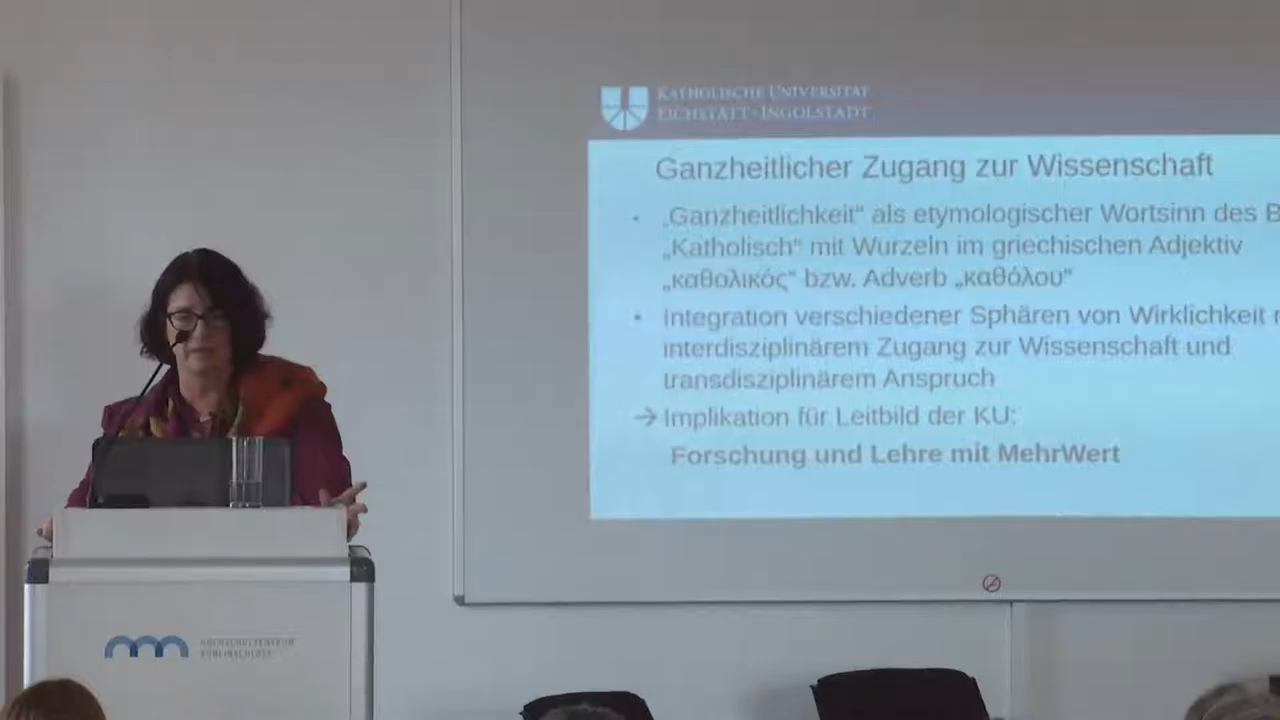 KATHOLISCHE UNIVERSITÄT
EICHSTÄTT-INGOLSTADT
Ganzheitlicher Zugang zur Wissenschaft
• „Ganzheitlichkeit“ als etymologischer Wortsinn des B
„Katholisch“ mit Wurzeln im griechischen Adjektiv
„καθολικός“ bzw. Adverb „καθόλου“
• Integration verschiedener Sphären von Wirklichkeit
interdisziplinärem Zugang zur Wissenschaft und
transdisziplinärem Anspruch
→ Implikation für Leitbild der KU:
Forschung und Lehre mit MehrWert
HOCHSCHULZENTRUM